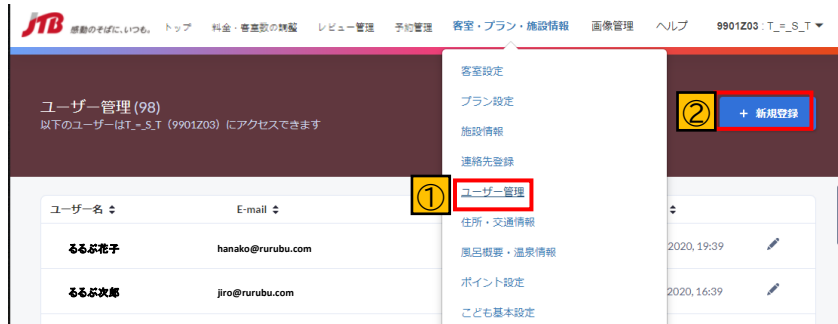 JTB 感動のそばに、いつも。 トップ 料金・客室数の調整 レビュー管理 予約管理 客室・プラン・施設情報 画像管理 ヘルプ 9901Z03 : T_=_S_T
客室設定
プラン設定
ユーザー管理 (98)
② + 新規登録
以下のユーザーはT_=_S_T（9901Z03）にアクセスできます
施設情報
連絡先登録
① ユーザー管理
ユーザー名 E-mail
住所・交通情報
るるぶ花子 hanako@rurubu.com 2020, 19:39
風呂概要・温泉情報
ポイント設定
るるぶ次郎 jiro@rurubu.com 2020, 16:39
こども基本設定